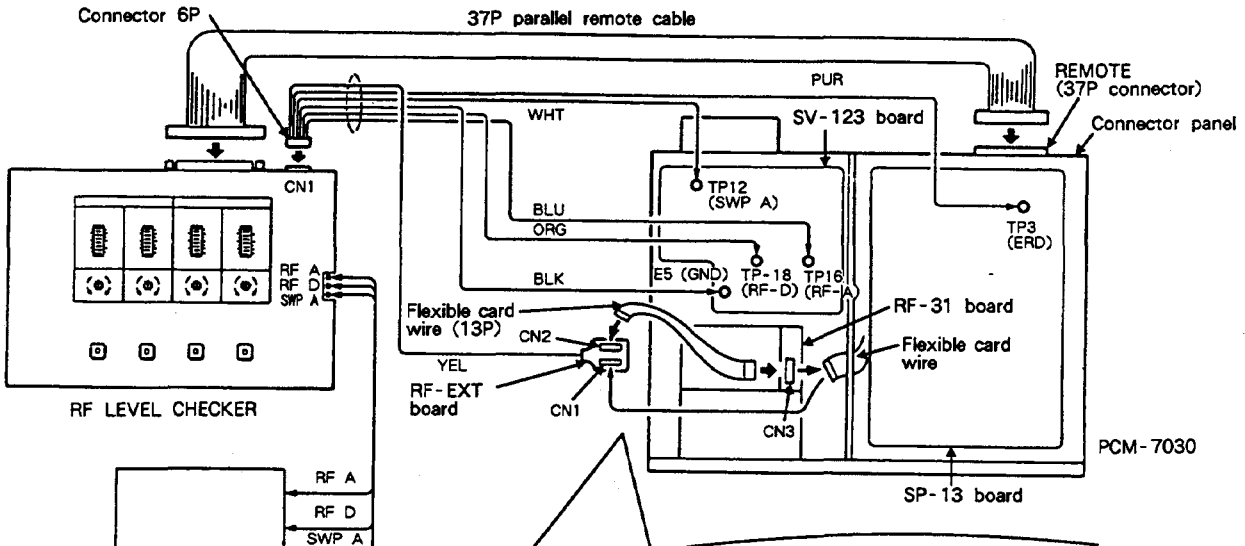 Connector 6P
37P parallel remote cable
PUR
REMOTE
(37P connector)
WHT
SV-123 board
Connector panel
CN1
TP12
(SWP A)
BLU
ORG
TP3
(ERD)
RF A
RF D
SWP A
BLK
E5 (GND)
TP-18
(RF-D)
TP16
(RF-A)
Flexible card
wire (13P)
RF-31 board
CN2
Flexible card
wire
YEL
RF-EXT
board
CN1
CN3
RF LEVEL CHECKER
PCM-7030
SP-13 board
RF A
RF D
SWP A